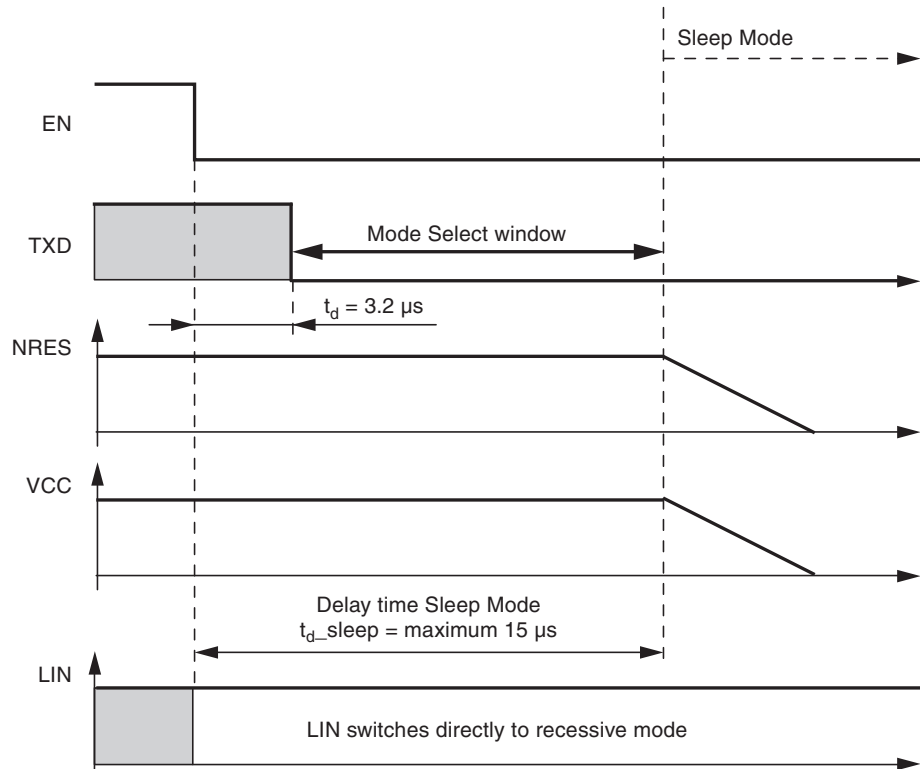 Sleep Mode
EN
TXD
Mode Select window
t_d = 3.2 µs
NRES
VCC
Delay time Sleep Mode
t_d_sleep = maximum 15 µs
LIN
LIN switches directly to recessive mode